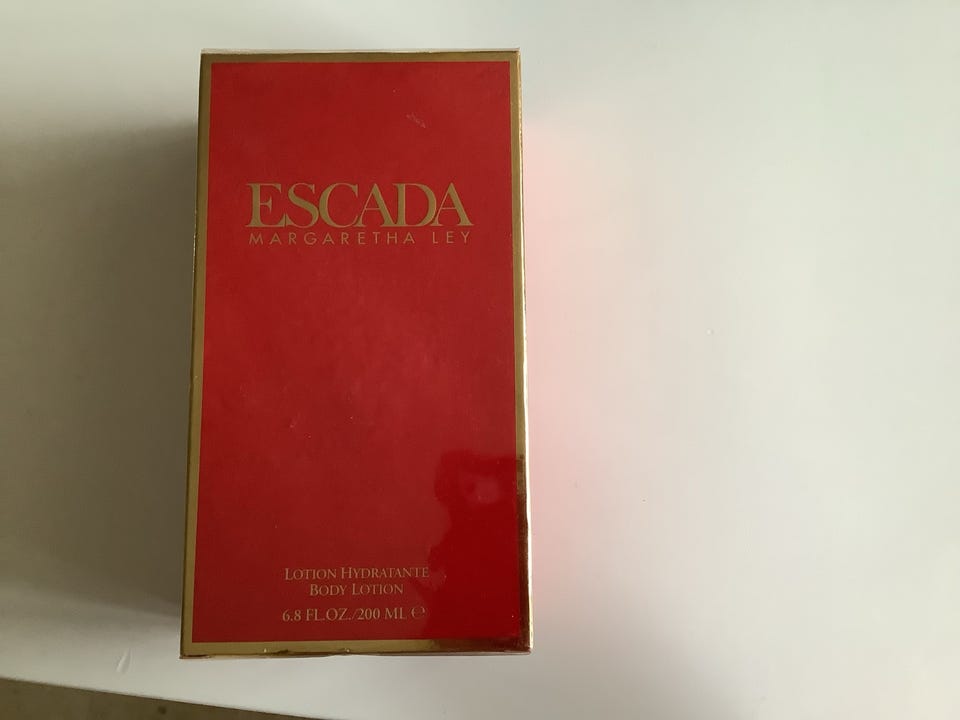 ESCADA
MARGARETHA LEY
LOTION HYDRATANTE
BODY LOTION
6.8 FL.OZ./200 ML ℮